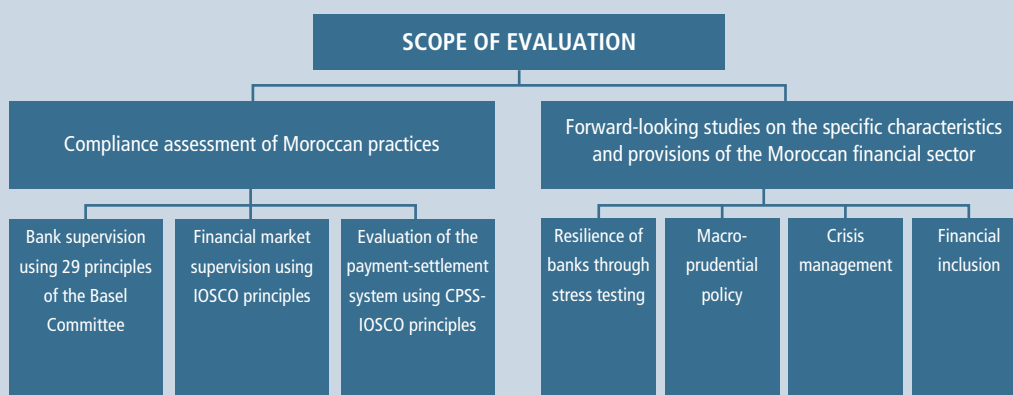 SCOPE OF EVALUATION
Compliance assessment of Moroccan practices
Forward-looking studies on the specific characteristics
and provisions of the Moroccan financial sector
Bank supervision
using 29 principles
of the Basel
Committee
Financial market
supervision using
IOSCO principles
Evaluation of the
payment-settlement
system using CPSS-
IOSCO principles
Resilience of
banks through
stress testing
Macro-
prudential
policy
Crisis
management
Financial
inclusion